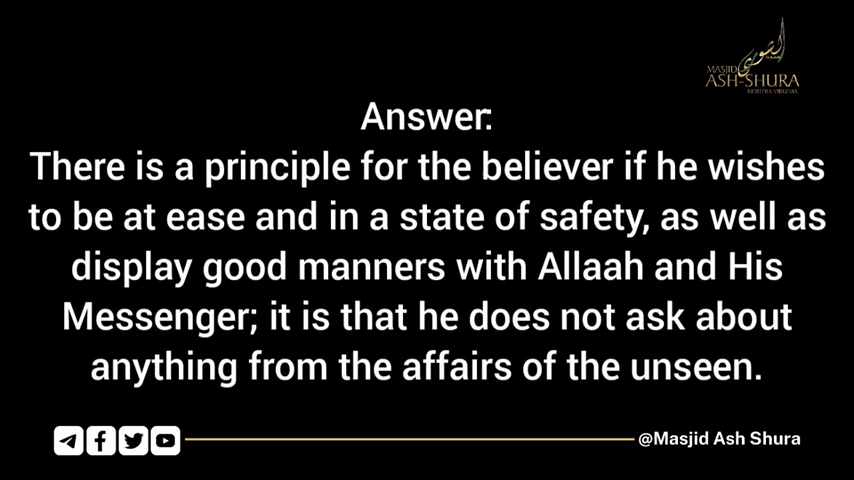 الشورى
MASJID
ASH-SHURA
NORFOLK VIRGINIA
Answer:
There is a principle for the believer if he wishes
to be at ease and in a state of safety, as well as
display good manners with Allaah and His
Messenger; it is that he does not ask about
anything from the affairs of the unseen.
@Masjid Ash Shura